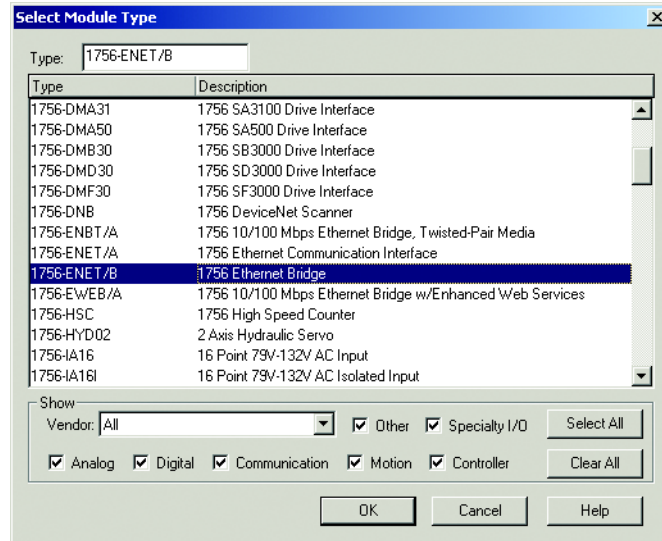 Select Module Type
Type: 1756-ENET/B
Type Description
1756-DMA31 1756 SA3100 Drive Interface
1756-DMA50 1756 SA500 Drive Interface
1756-DMB30 1756 SB3000 Drive Interface
1756-DMD30 1756 SD3000 Drive Interface
1756-DMF30 1756 SF3000 Drive Interface
1756-DNB 1756 DeviceNet Scanner
1756-ENBT/A 1756 10/100 Mbps Ethernet Bridge, Twisted-Pair Media
1756-ENET/A 1756 Ethernet Communication Interface
1756-ENET/B 1756 Ethernet Bridge
1756-EWEB/A 1756 10/100 Mbps Ethernet Bridge w/Enhanced Web Services
1756-HSC 1756 High Speed Counter
1756-HYD02 2 Axis Hydraulic Servo
1756-IA16 16 Point 79V-132V AC Input
1756-IA16I 16 Point 79V-132V AC Isolated Input
Show
Vendor: All Other Specialty I/O Select All
Analog Digital Communication Motion Controller Clear All
OK Cancel Help